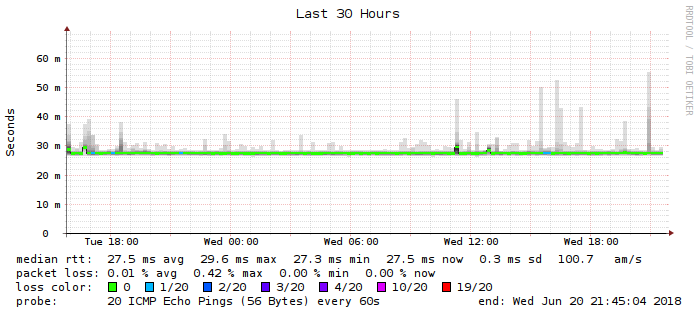 Last 30 Hours
RRDTOOL / TOBI OETIKER
Seconds
60 m
50 m
40 m
30 m
20 m
10 m
0
Tue 18:00 Wed 00:00 Wed 06:00 Wed 12:00 Wed 18:00
median rtt: 27.5 ms avg 29.6 ms max 27.3 ms min 27.5 ms now 0.3 ms sd 100.7 am/s
packet loss: 0.01 % avg 0.42 % max 0.00 % min 0.00 % now
loss color: 0 1/20 2/20 3/20 4/20 10/20 19/20
probe: 20 ICMP Echo Pings (56 Bytes) every 60s end: Wed Jun 20 21:45:04 2018